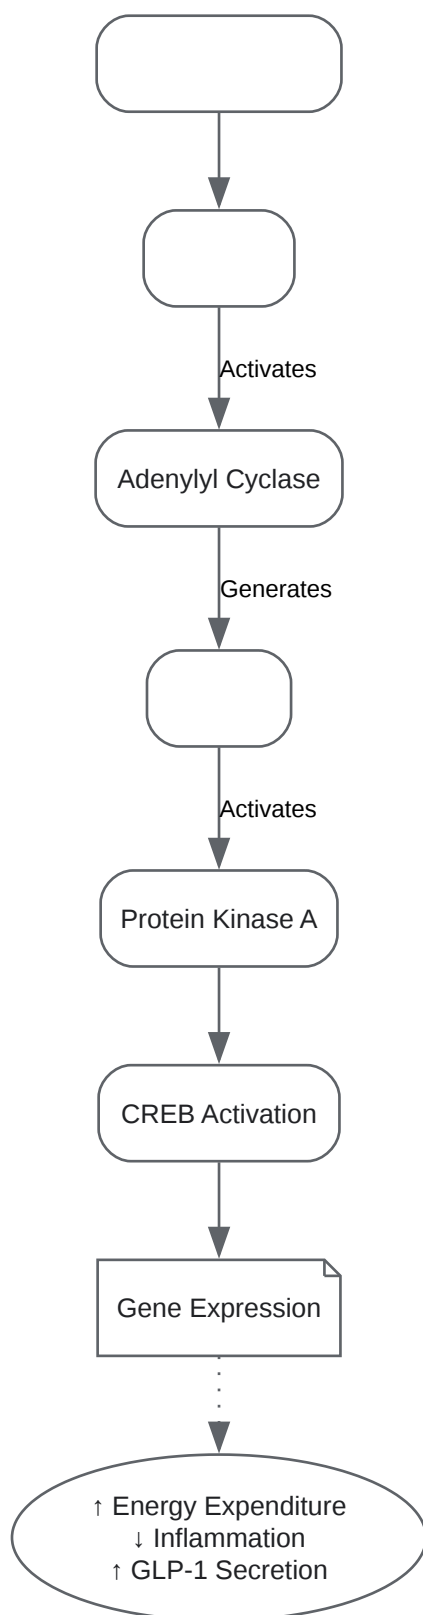 Activates
Adenylyl Cyclase
Generates
Activates
Protein Kinase A
CREB Activation
Gene Expression
↑ Energy Expenditure
↓ Inflammation
↑ GLP-1 Secretion